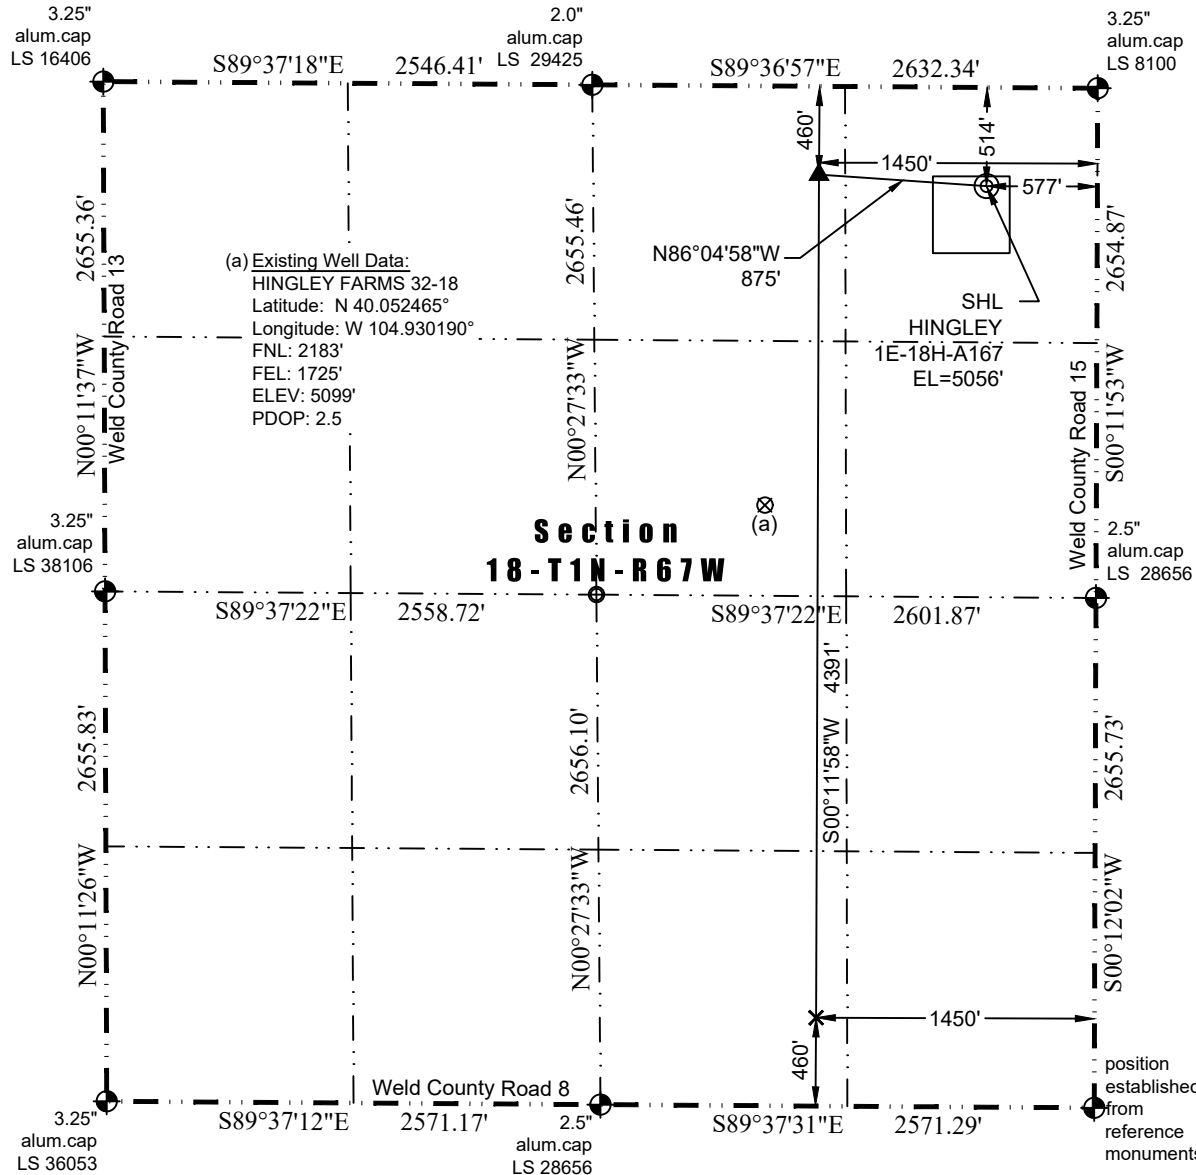 3.25"
alum.cap
LS 16406
2.0"
alum.cap
LS 29425
3.25"
alum.cap
LS 8100
S89°37'18"E 2546.41'
S89°36'57"E 2632.34'
460'
514'
1450'
577'
2655.36'
N00°11'37"W
Weld County Road 13
2655.46'
N00°27'33"W
2654.87'
S00°11'53"W
Weld County Road 15
N86°04'58"W
875'
(a) Existing Well Data:
HINGLEY FARMS 32-18
Latitude: N 40.052465°
Longitude: W 104.930190°
FNL: 2183'
FEL: 1725'
ELEV: 5099'
PDOP: 2.5
SHL
HINGLEY
1E-18H-A167
EL=5056'
(a)
Section
18-T1N-R67W
3.25"
alum.cap
LS 38106
2.5"
alum.cap
LS 28656
S89°37'22"E 2558.72'
S89°37'22"E 2601.87'
2655.83'
N00°11'26"W
2656.10'
N00°27'33"W
S00°11'58"W 4391'
2655.73'
S00°12'02"W
1450'
460'
Weld County Road 8
3.25"
alum.cap
LS 36053
S89°37'12"E 2571.17'
2.5"
alum.cap
LS 28656
S89°37'31"E 2571.29'
position
established
from
reference
monuments